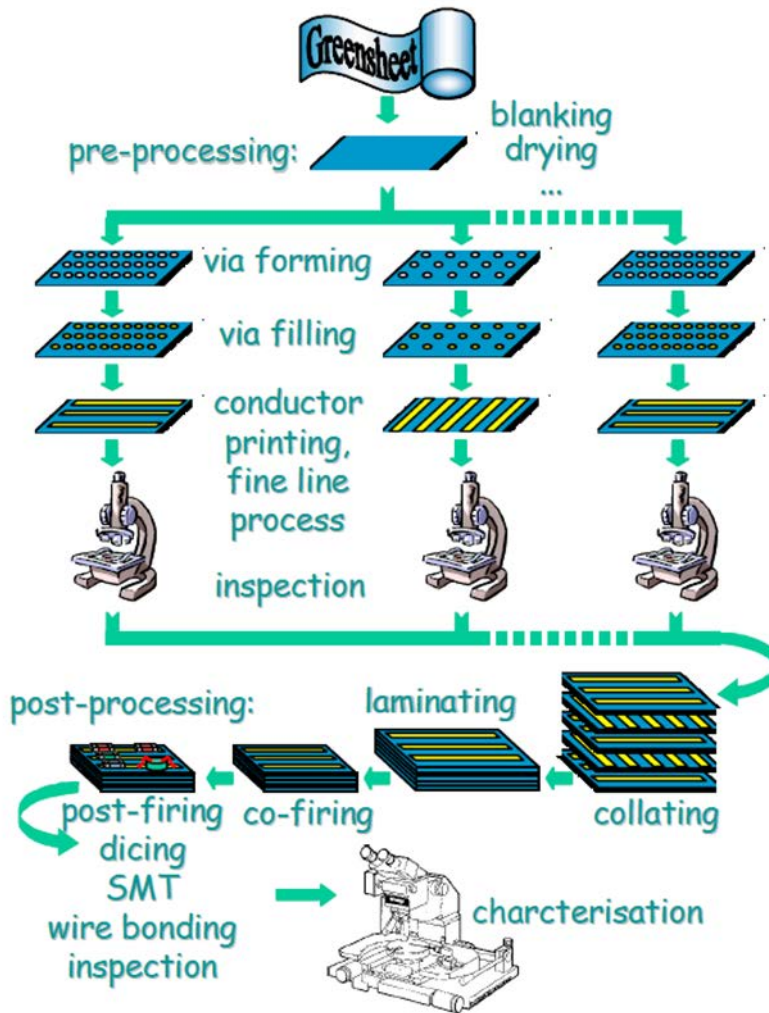 Greensheet
pre-processing:
blanking
drying
...
via forming
via filling
conductor
printing,
fine line
process
inspection
post-processing:
laminating
collating
co-firing
post-firing
dicing
SMT
wire bonding
inspection
charcterisation